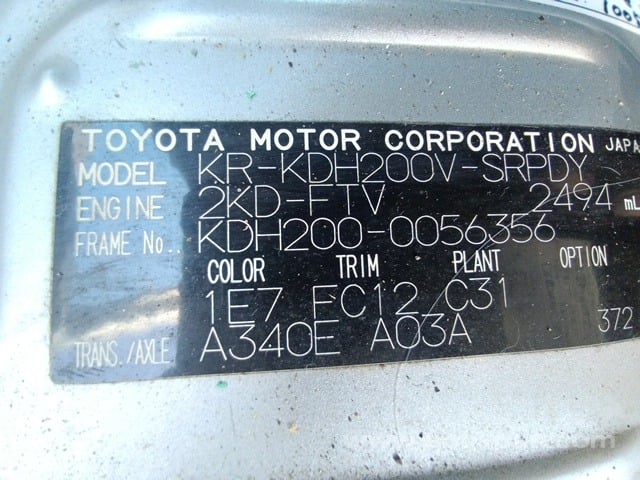 TOYOTA MOTOR CORPORATION JAPA
MODEL KR-KDH200V-SRPDY
ENGINE 2KD-FTV 2494 mL
FRAME No.. KDH200-0056356
COLOR TRIM PLANT OPTION
1E7 FC12 C31
TRANS./AXLE A340E A03A 372